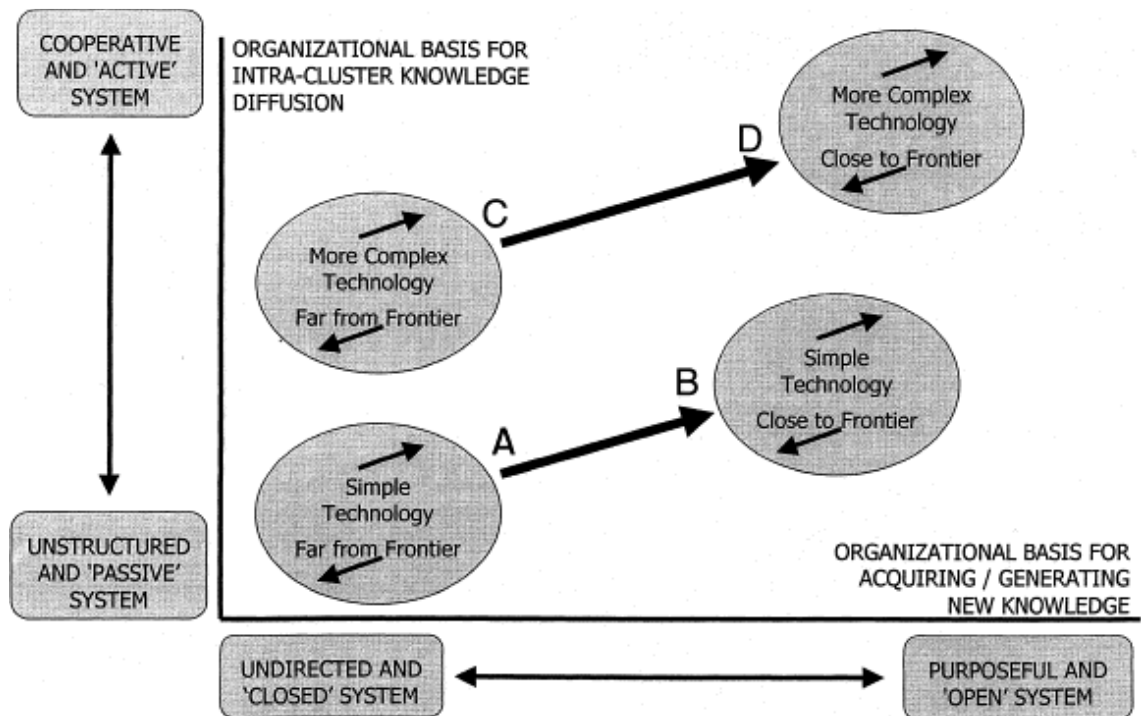 COOPERATIVE
AND 'ACTIVE'
SYSTEM
ORGANIZATIONAL BASIS FOR
INTRA-CLUSTER KNOWLEDGE
DIFFUSION
More Complex
Technology
Close to Frontier
D
C
More Complex
Technology
Far from Frontier
Simple
Technology
Close to Frontier
B
A
Simple
Technology
Far from Frontier
UNSTRUCTURED
AND 'PASSIVE'
SYSTEM
ORGANIZATIONAL BASIS FOR
ACQUIRING / GENERATING
NEW KNOWLEDGE
UNDIRECTED AND
'CLOSED' SYSTEM
PURPOSEFUL AND
'OPEN' SYSTEM